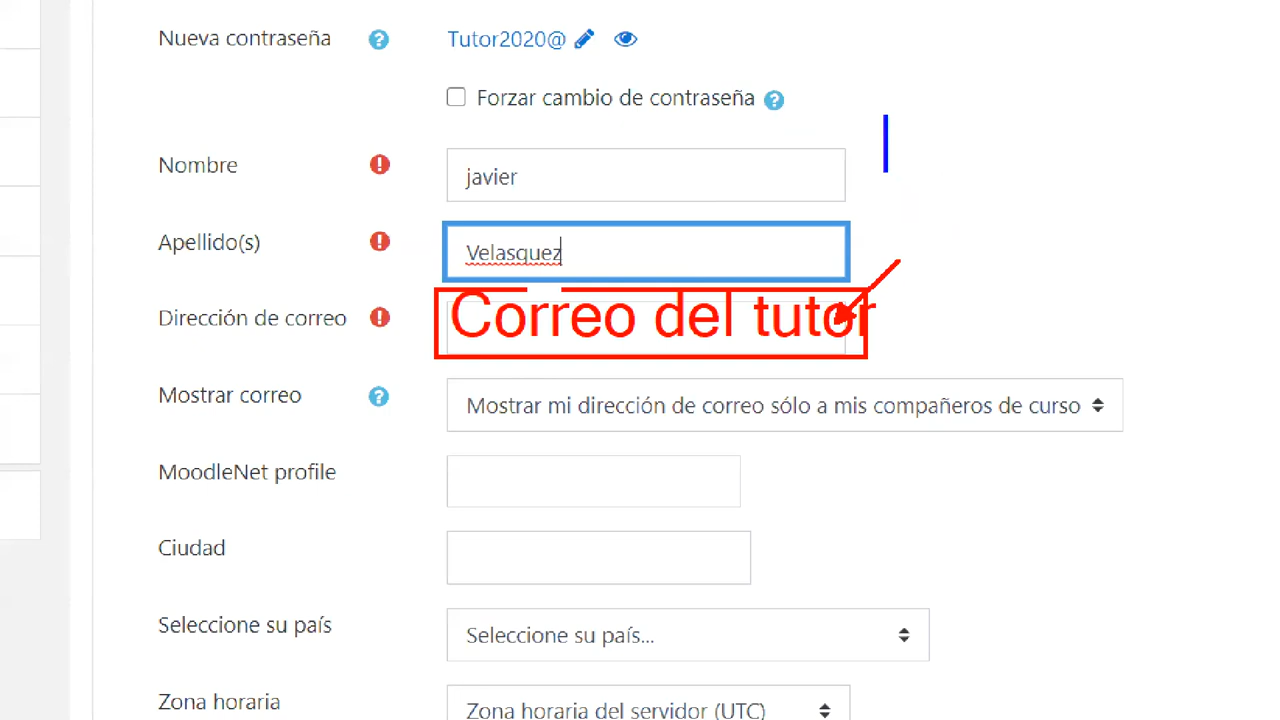 Nueva contraseña Tutor2020@
Forzar cambio de contraseña
Nombre javier
Apellido(s) Velasquez
Dirección de correo Correo del tutor
Mostrar correo Mostrar mi dirección de correo sólo a mis compañeros de curso
MoodleNet profile
Ciudad
Seleccione su país Seleccione su país...
Zona horaria Zona horaria del servidor (UTC)